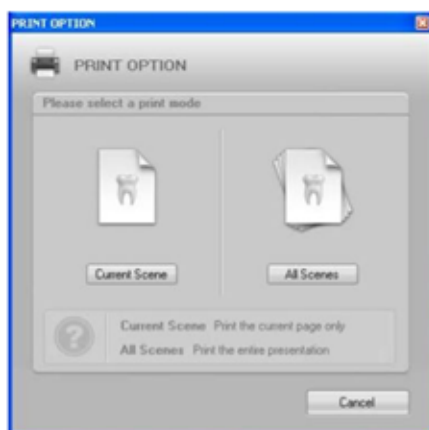 PRINT OPTION
PRINT OPTION
Please select a print mode
Current Scene
All Scenes
Current Scene Print the current page only
All Scenes Print the entire presentation
Cancel